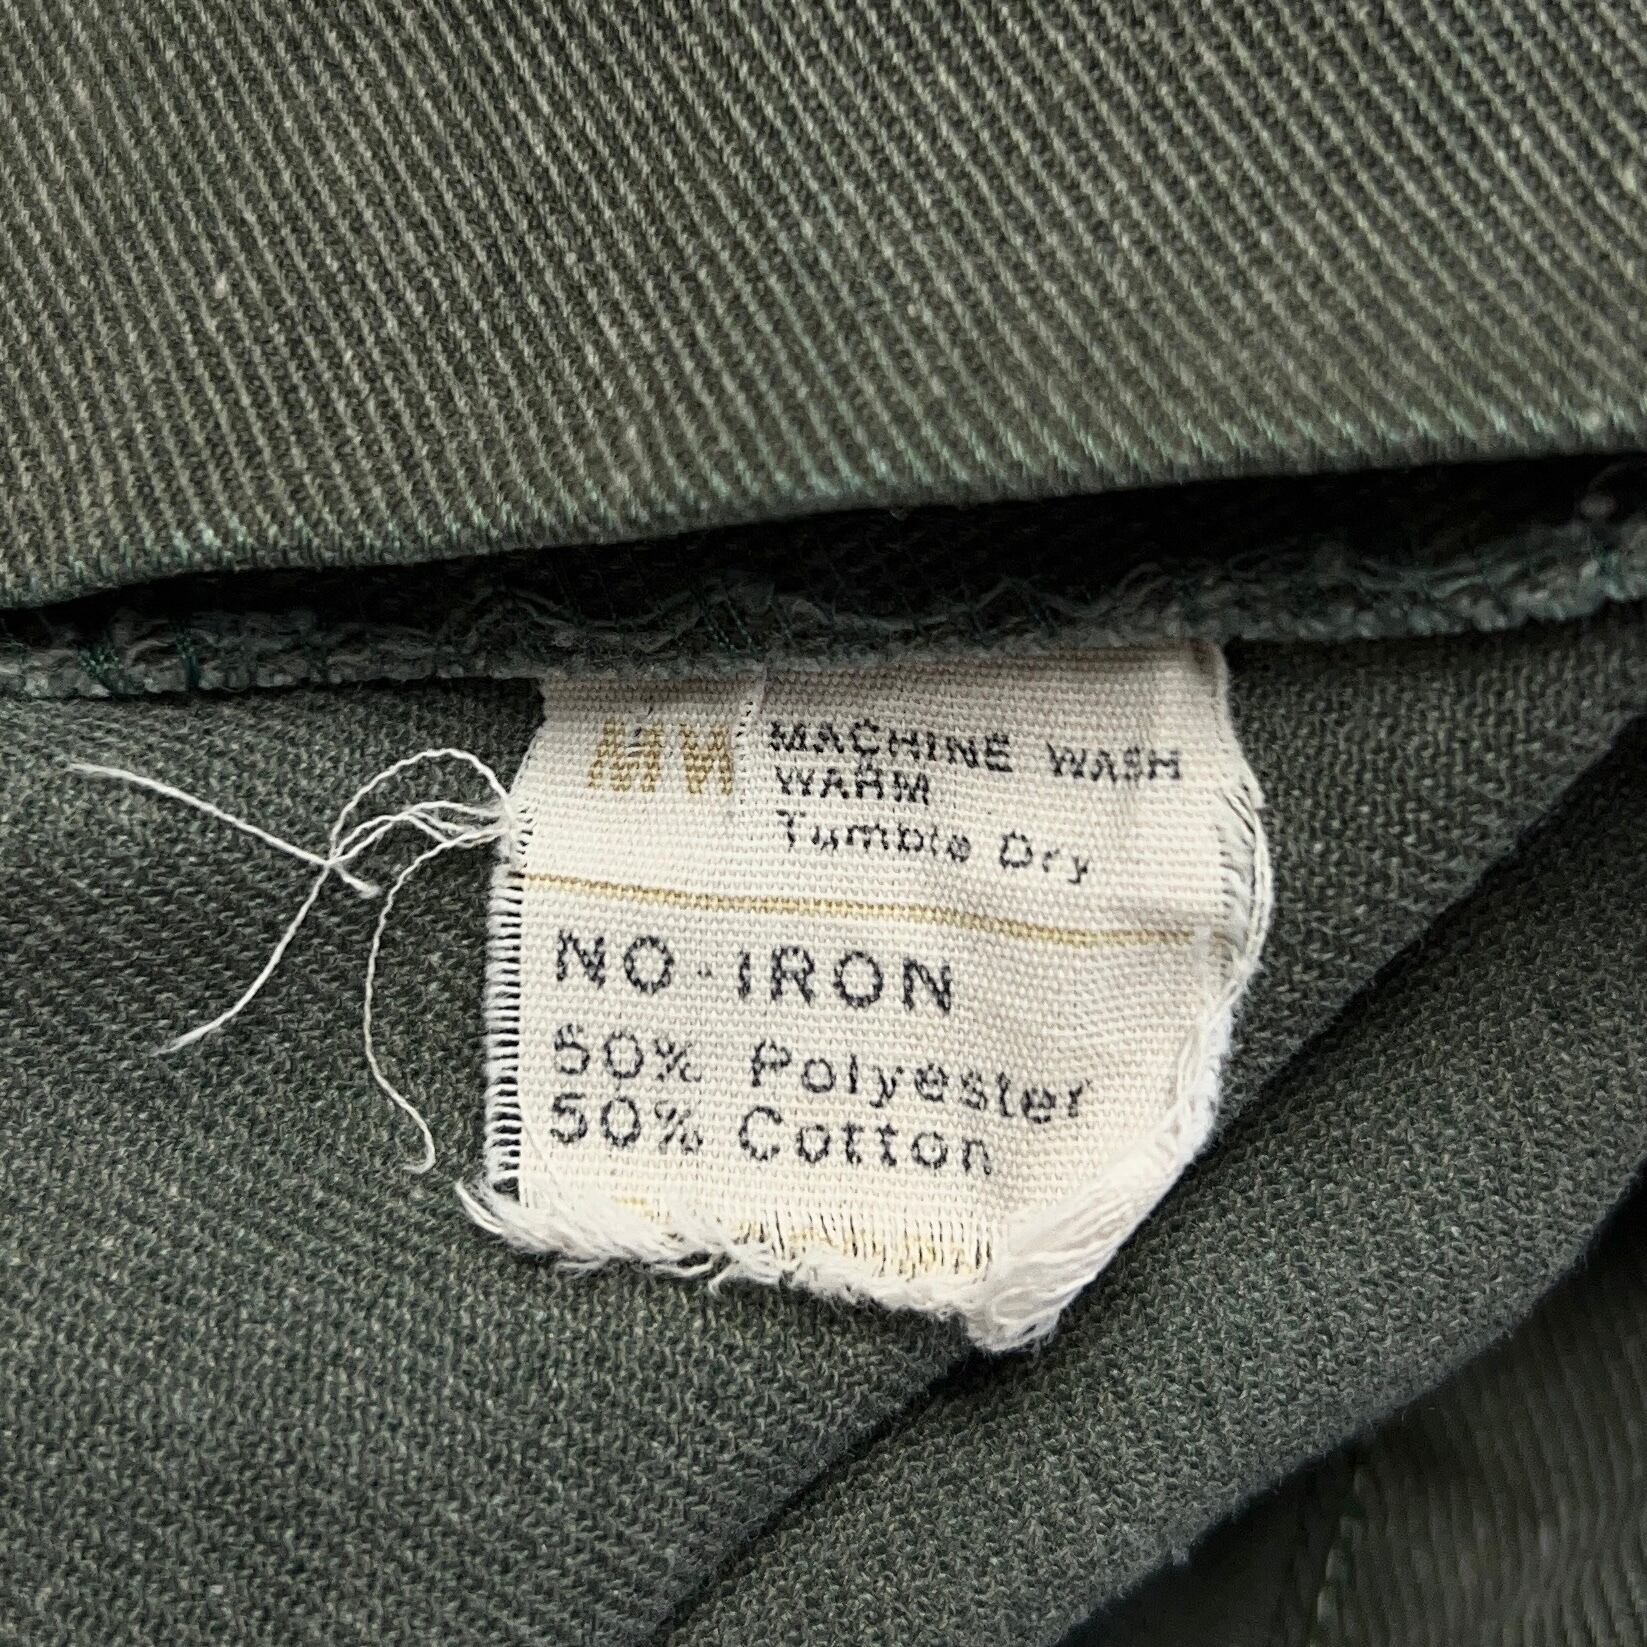 MACHINE WASH
WARM
Tumble Dry
NO-IRON
50% Polyester
50% Cotton